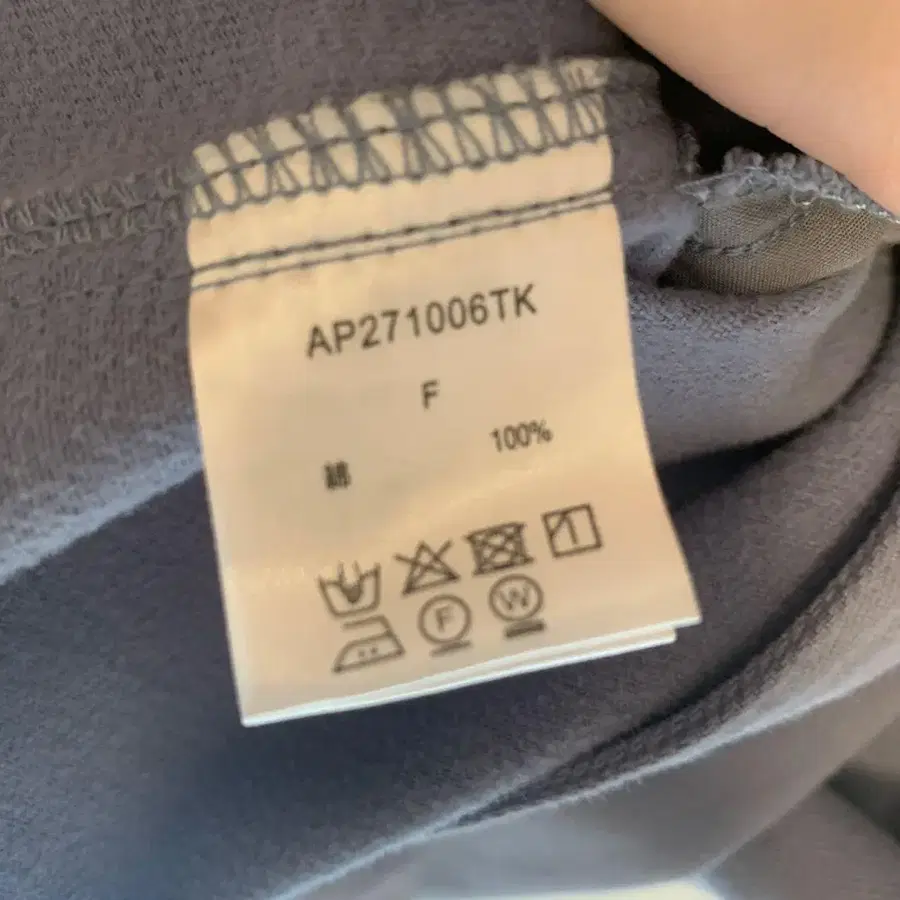 AP271006TK
F
綿 100%
F W